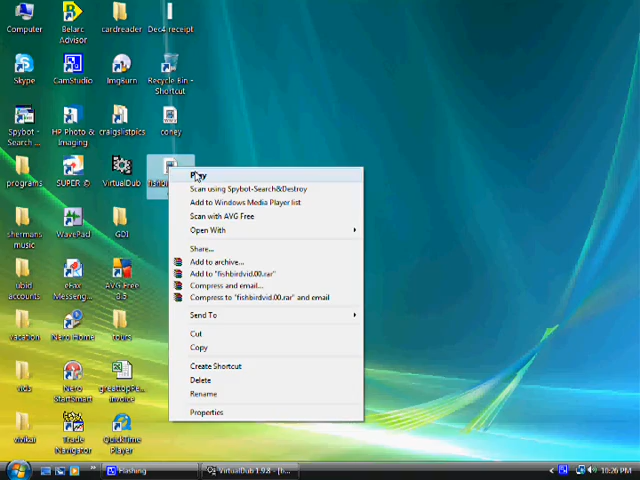 Computer
Belarc
Advisor
cardreader
Dec4 receipt
Skype
CamStudio
ImgBurn
Recycle Bin -
Shortcut
Spybot -
Search ...
HP Photo &
Imaging
craigslistpics
coney
programs
SUPER ©
VirtualDub
Play
Scan using Spybot-Search&Destroy
Add to Windows Media Player list
Scan with AVG Free
Open With
Share...
Add to archive...
Add to "fishbirdvid.00.rar"
Compress and email...
Compress to "fishbirdvid.00.rar" and email
Send To
Cut
Copy
Create Shortcut
Delete
Rename
Properties
shermans
music
WavePad
GDI
ubid
accounts
eFax
Messeng...
AVG Free
8.5
vacation
Nero Home
tours
vids
Nero
StartSmart
greattopPe...
invoice
vivikai
Trade
Navigator
QuickTime
Player
Flashing
VirtualDub 1.9.8 - [b...
10:26 PM